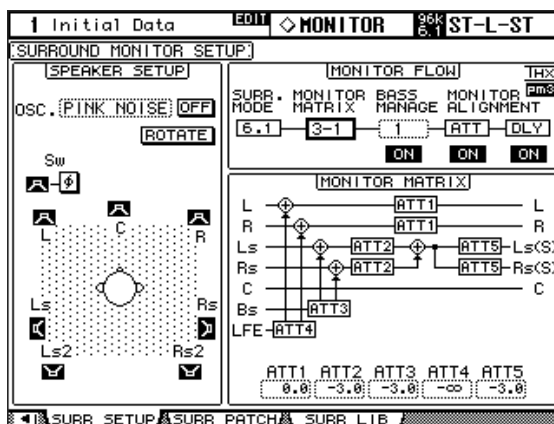 1 Initial Data EDIT ◇MONITOR 96k 6.1 ST-L-ST
SURROUND MONITOR SETUP
SPEAKER SETUP
OSC. PINK NOISE OFF
ROTATE
Sw
φ
L C R
Ls Rs
Ls2 Rs2
MONITOR FLOW
THX
pm3
SURR. MODE MONITOR MATRIX BASS MANAGE MONITOR ALIGNMENT
6.1 3-1 1 ATT DLY
ON ON ON
MONITOR MATRIX
L ATT1 L
R ATT1 R
Ls ATT2 ATT5 Ls(S)
Rs ATT2 ATT5 Rs(S)
C C
Bs ATT3
LFE ATT4
ATT1 ATT2 ATT3 ATT4 ATT5
0.0 -3.0 -3.0 -∞ -3.0
SURR SETUP SURR PATCH SURR LIB